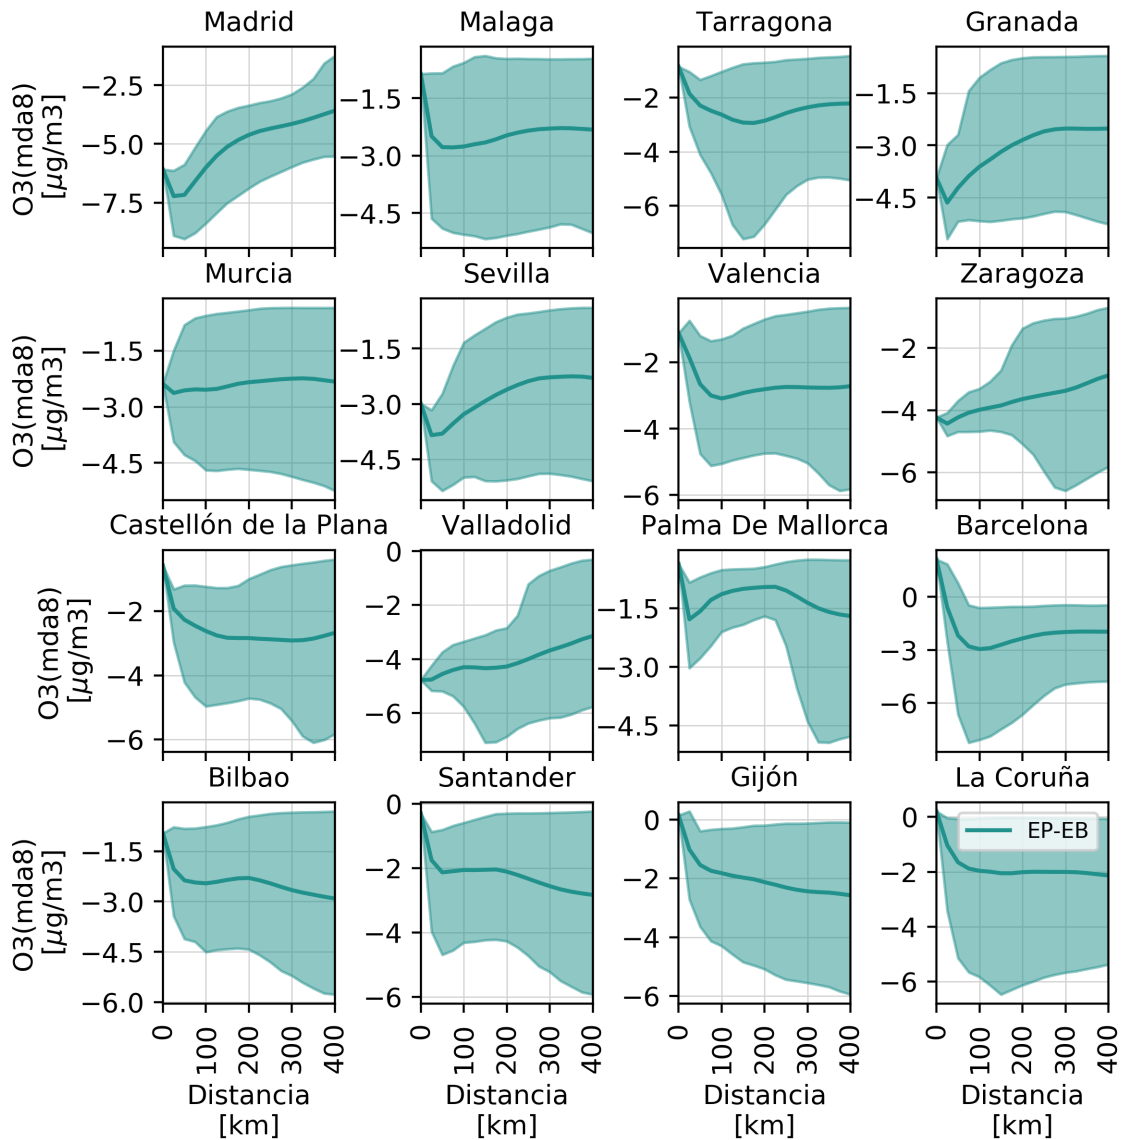 Madrid
Malaga
Tarragona
Granada
O3(mda8)
[μg/m3]
−2.5
−5.0
−7.5
−1.5
−3.0
−4.5
−2
−4
−6
−1.5
−3.0
−4.5
Murcia
Sevilla
Valencia
Zaragoza
O3(mda8)
[μg/m3]
−1.5
−3.0
−4.5
−1.5
−3.0
−4.5
−2
−4
−6
−2
−4
−6
Castellón de la Plana
Valladolid
Palma De Mallorca
Barcelona
O3(mda8)
[μg/m3]
−2
−4
−6
0
−2
−4
−6
−1.5
−3.0
−4.5
0
−3
−6
Bilbao
Santander
Gijón
La Coruña
O3(mda8)
[μg/m3]
−1.5
−3.0
−4.5
−6.0
0
−2
−4
−6
0
−2
−4
−6
0
−2
−4
−6
EP-EB
0
100
200
300
400
0
100
200
300
400
0
100
200
300
400
0
100
200
300
400
Distancia
[km]
Distancia
[km]
Distancia
[km]
Distancia
[km]